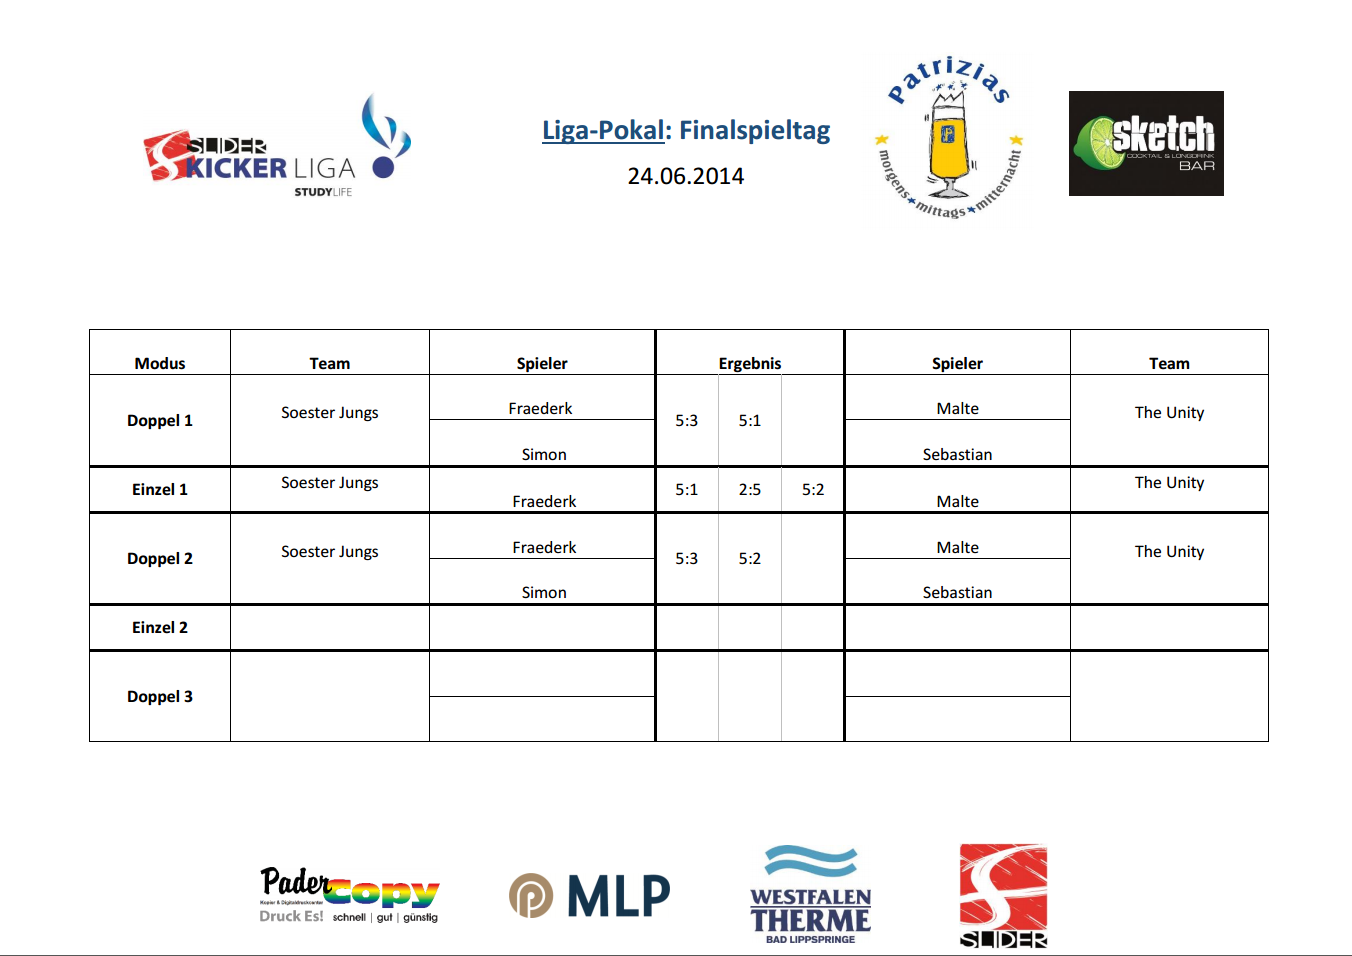 Patrizias
morgens mittags mitternacht
SLIDER
KICKER LIGA
STUDYLIFE
Liga-Pokal: Finalspieltag
24.06.2014
sketch
COCKTAIL & LONGDRINK
BAR
Modus Team Spieler Ergebnis Spieler Team
Doppel 1 Soester Jungs Fraederk 5:3 5:1 Malte The Unity
Simon Sebastian
Einzel 1 Soester Jungs Fraederk 5:1 2:5 5:2 Malte The Unity
Doppel 2 Soester Jungs Fraederk 5:3 5:2 Malte The Unity
Simon Sebastian
Einzel 2
Doppel 3
PaderCopy
Kopier & Digitaldruckcenter
Druck Es! schnell | gut | günstig
MLP
WESTFALEN
THERME
BAD LIPPSPRINGE
SLIDER